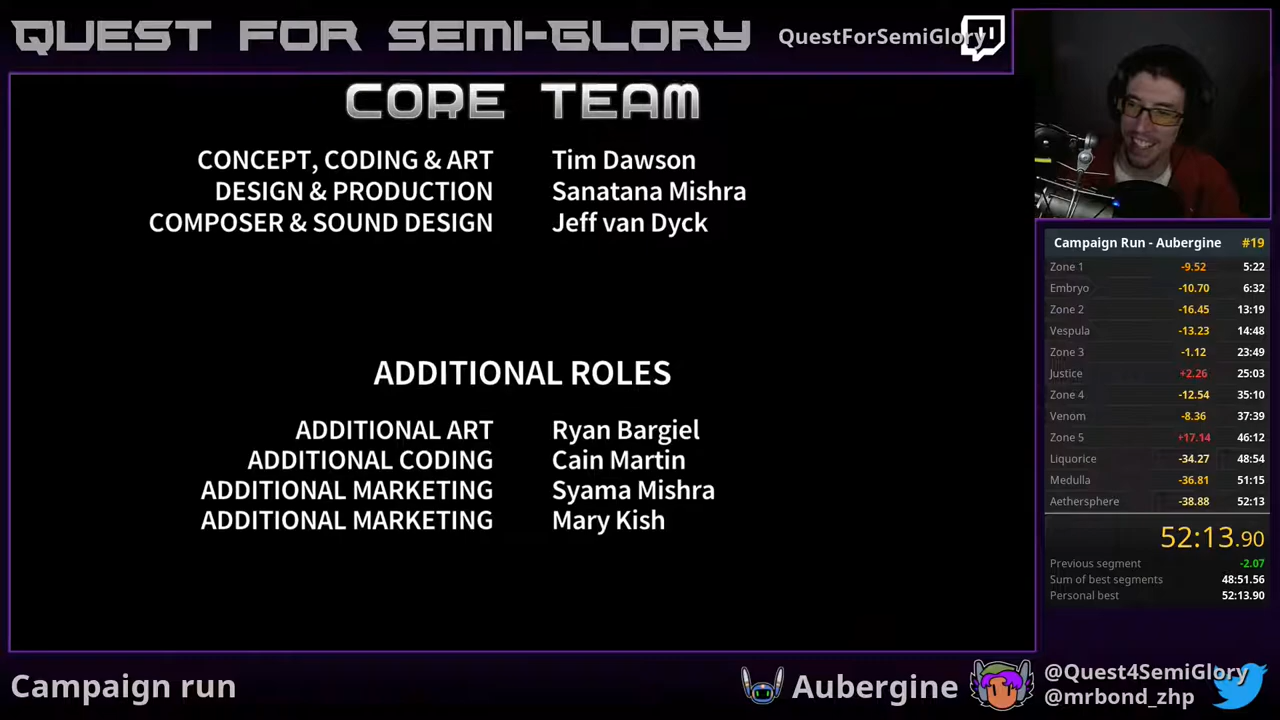 QUEST FOR SEMI-GLORY
QuestForSemiGlory
CORE TEAM
CONCEPT, CODING & ART Tim Dawson
DESIGN & PRODUCTION Sanatana Mishra
COMPOSER & SOUND DESIGN Jeff van Dyck
ADDITIONAL ROLES
ADDITIONAL ART Ryan Bargiel
ADDITIONAL CODING Cain Martin
ADDITIONAL MARKETING Syama Mishra
ADDITIONAL MARKETING Mary Kish
Campaign Run - Aubergine #19
Zone 1 -9.52 5:22
Embryo -10.70 6:32
Zone 2 -16.45 13:19
Vespula -13.23 14:48
Zone 3 -1.12 23:49
Justice +2.26 25:03
Zone 4 -12.54 35:10
Venom -8.36 37:39
Zone 5 +17.14 46:12
Liquorice -34.27 48:54
Medulla -36.81 51:15
Aethersphere -38.88 52:13
52:13.90
Previous segment -2.07
Sum of best segments 48:51.56
Personal best 52:13.90
Campaign run
Aubergine
@Quest4SemiGlory
@mrbond_zhp